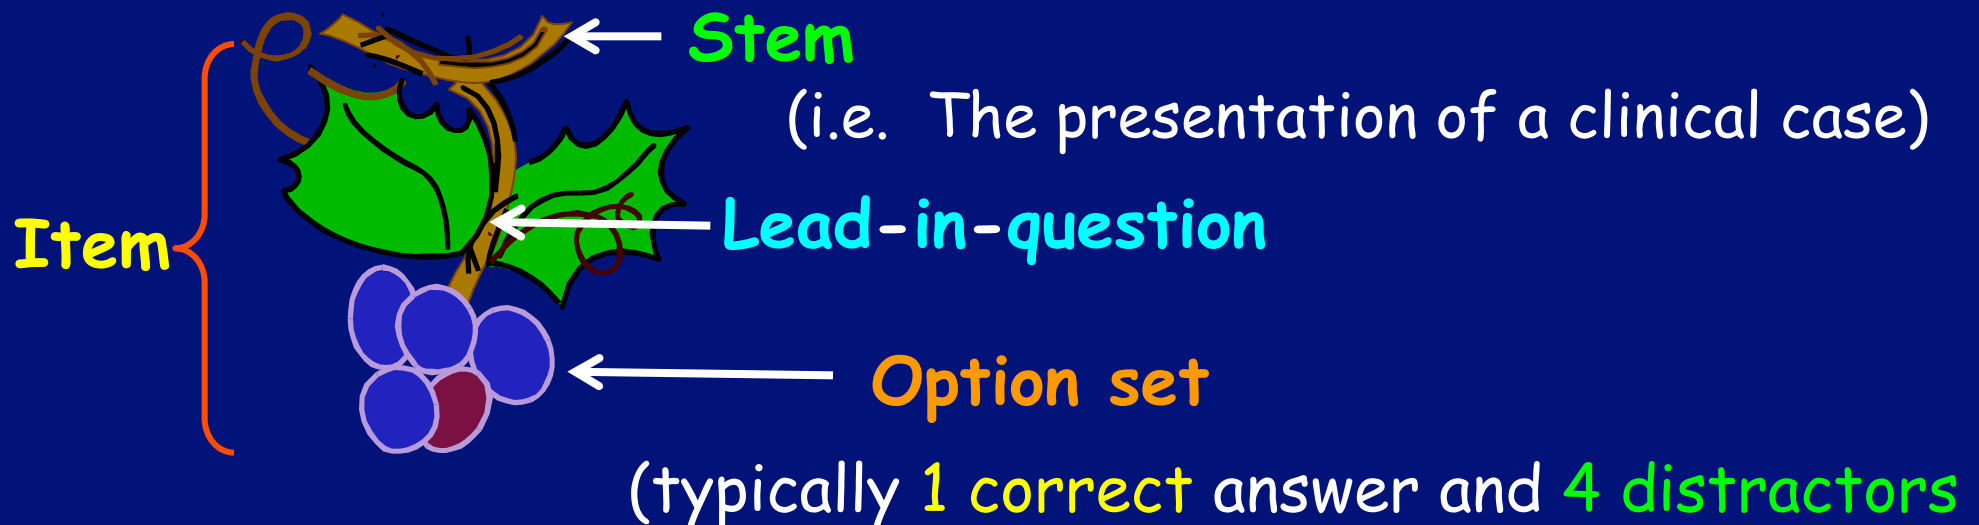 Stem
(i.e. The presentation of a clinical case)
Item
Lead-in-question
Option set
(typically 1 correct answer and 4 distractors